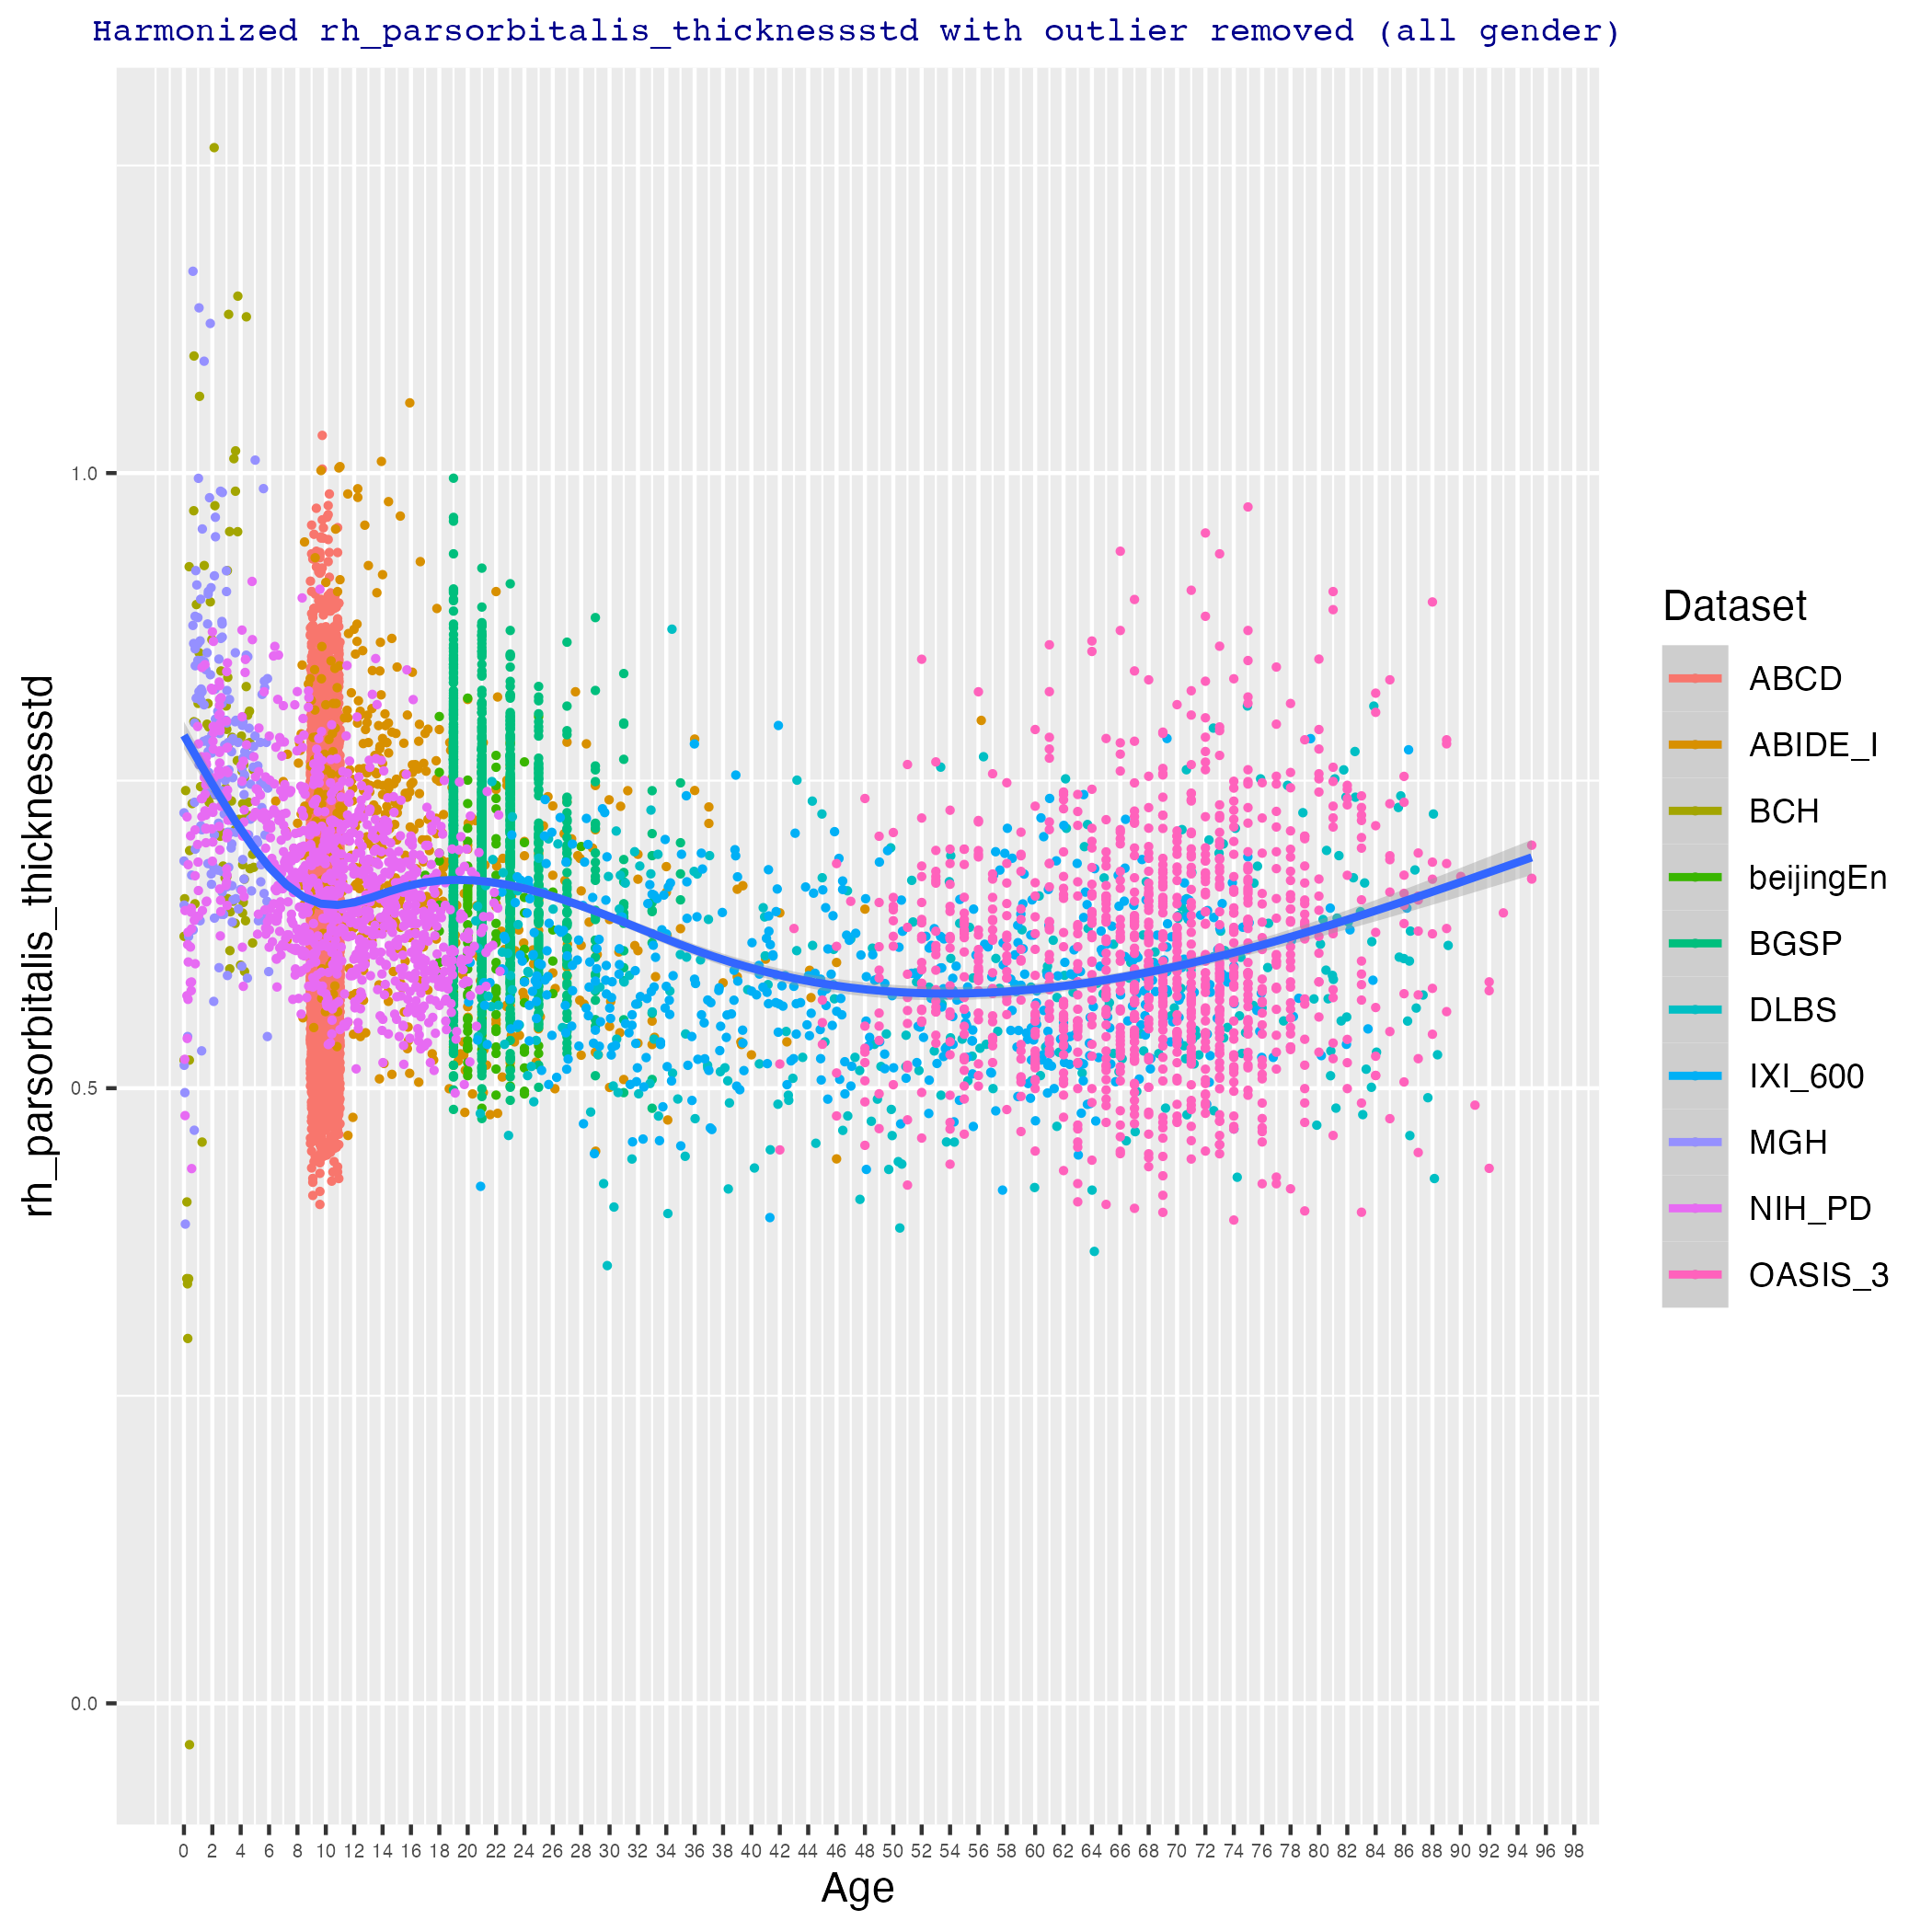 Harmonized rh_parsorbitalis_thicknessstd with outlier removed (all gender)
rh_parsorbitalis_thicknessstd
1.0
0.5
0.0
0 2 4 6 8 10 12 14 16 18 20 22 24 26 28 30 32 34 36 38 40 42 44 46 48 50 52 54 56 58 60 62 64 66 68 70 72 74 76 78 80 82 84 86 88 90 92 94 96 98
Age
Dataset
ABCD
ABIDE_I
BCH
beijingEn
BGSP
DLBS
IXI_600
MGH
NIH_PD
OASIS_3